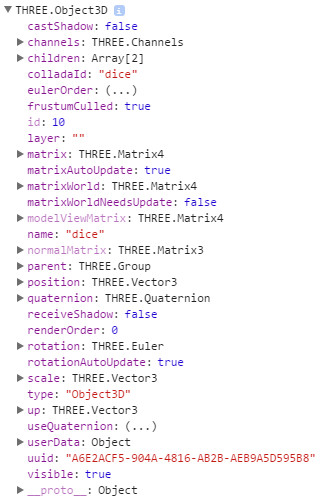 THREE.Object3D i
castShadow: false
channels: THREE.Channels
children: Array[2]
colladaId: "dice"
eulerOrder: (...)
frustumCulled: true
id: 10
layer: ""
matrix: THREE.Matrix4
matrixAutoUpdate: true
matrixWorld: THREE.Matrix4
matrixWorldNeedsUpdate: false
modelViewMatrix: THREE.Matrix4
name: "dice"
normalMatrix: THREE.Matrix3
parent: THREE.Group
position: THREE.Vector3
quaternion: THREE.Quaternion
receiveShadow: false
renderOrder: 0
rotation: THREE.Euler
rotationAutoUpdate: true
scale: THREE.Vector3
type: "Object3D"
up: THREE.Vector3
useQuaternion: (...)
userData: Object
uuid: "A6E2ACF5-904A-4816-AB2B-AEB9A5D595B8"
visible: true
__proto__: Object